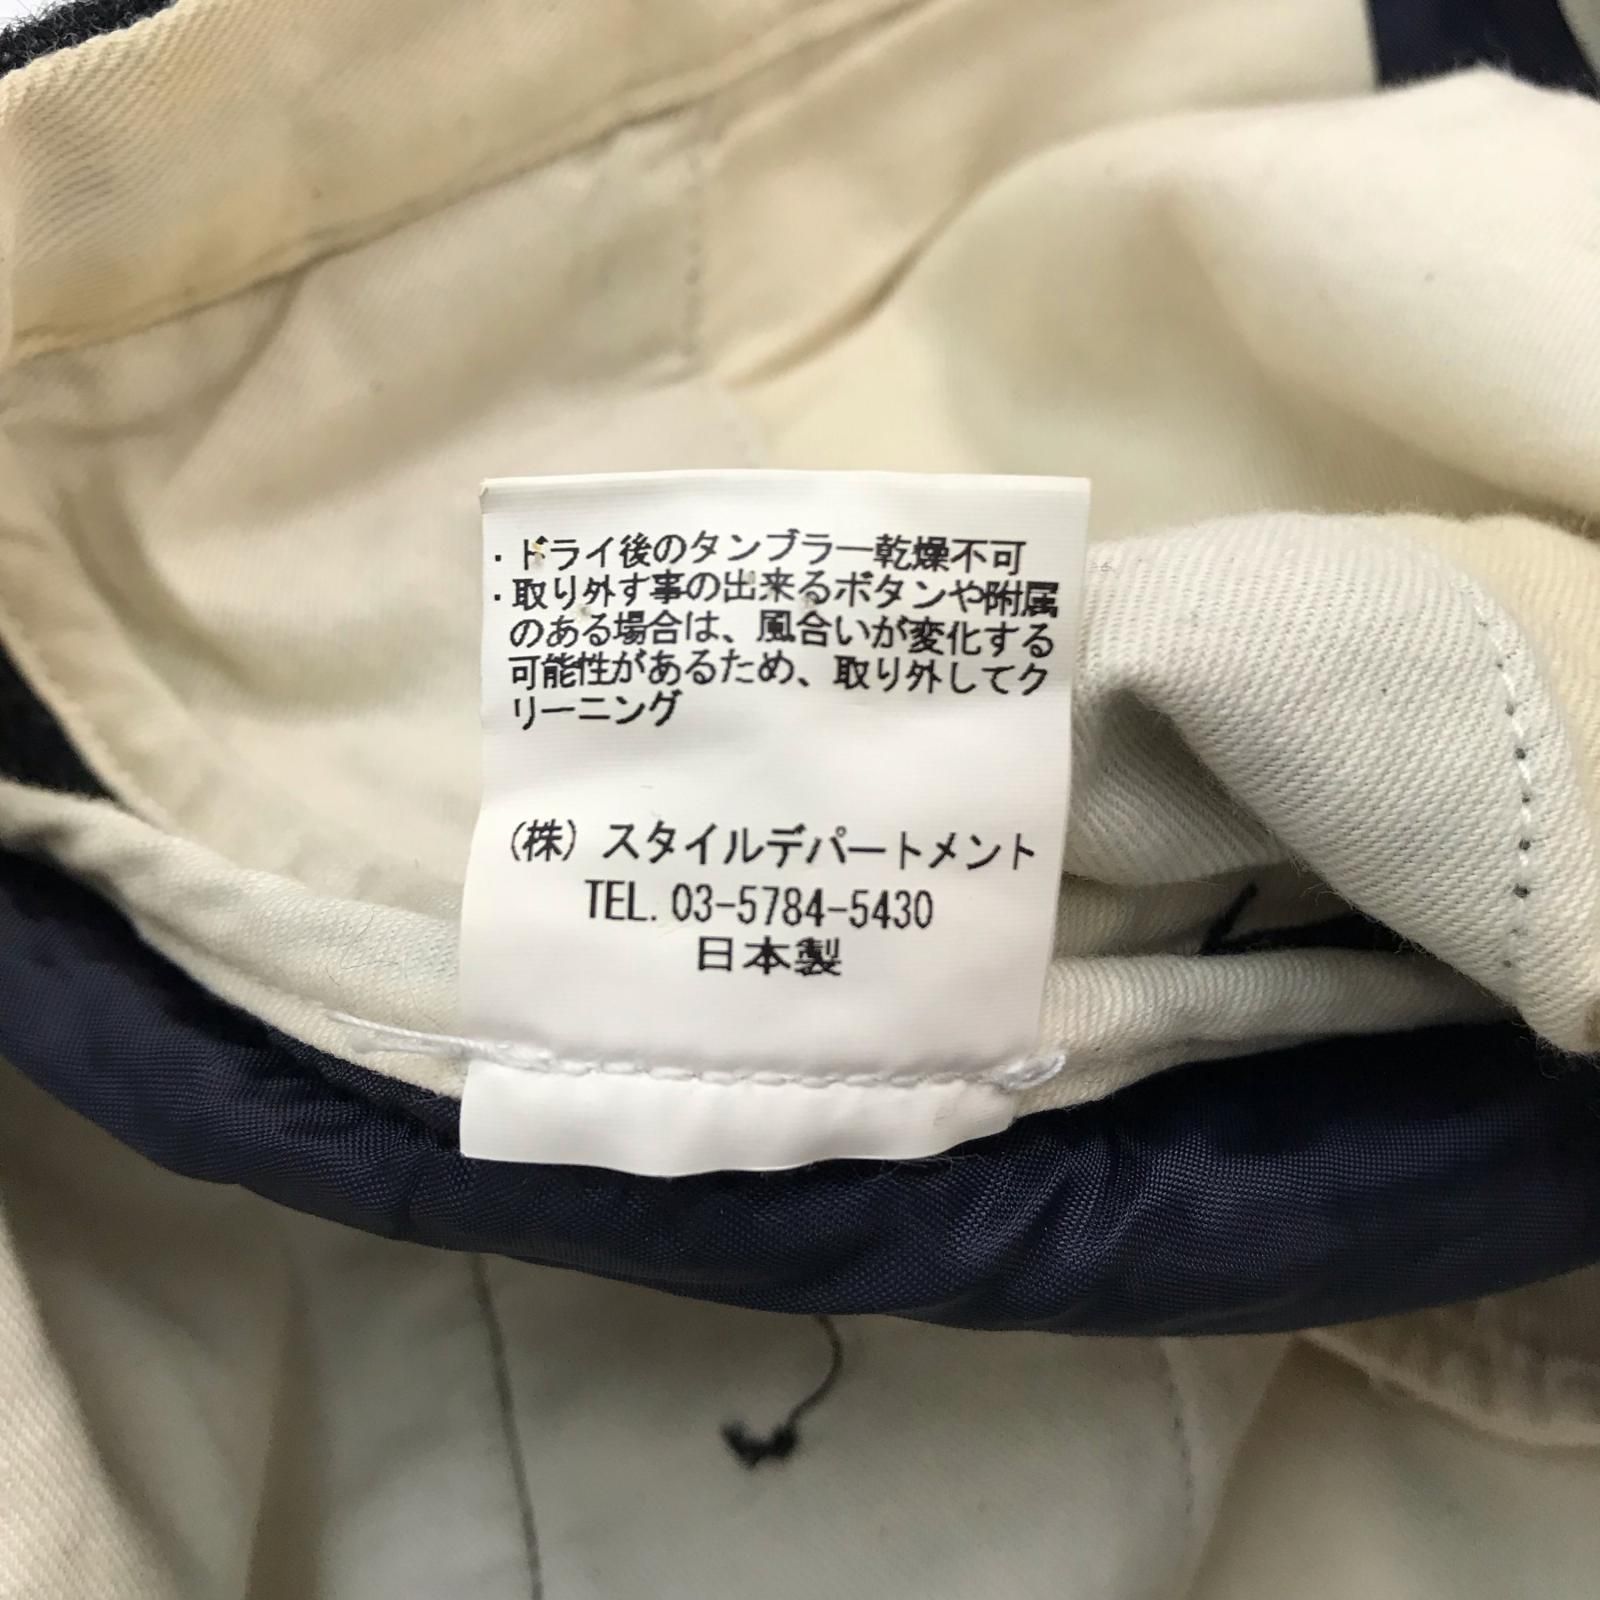 ・ドライ後のタンブラー乾燥不可
・取り外す事の出来るボタンや附属
のある場合は、風合いが変化する
可能性があるため、取り外してク
リーニング
(株) スタイルデパートメント
TEL. 03-5784-5430
日本製